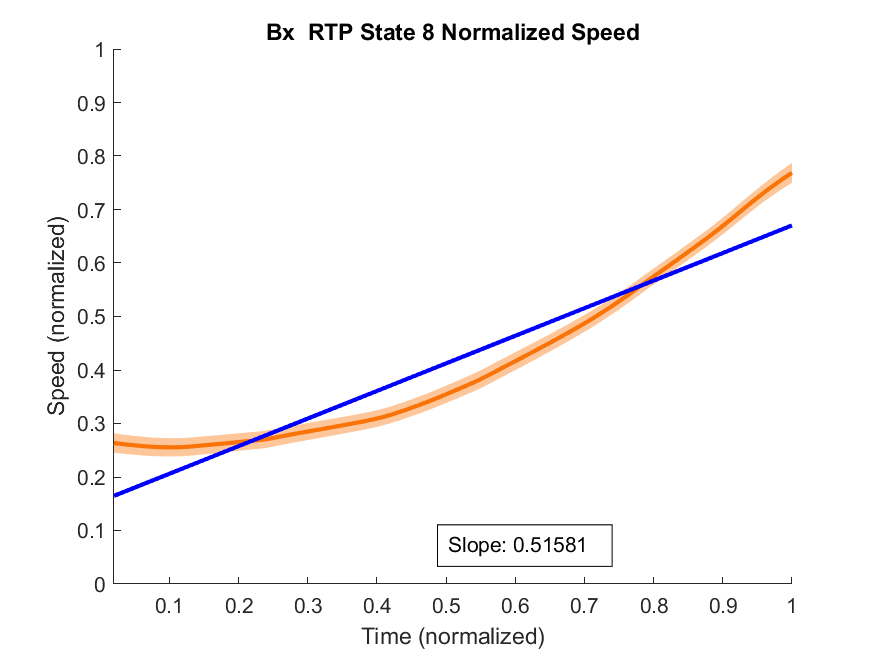 Bx  RTP State 8 Normalized Speed
1
0.9
0.8
0.7
0.6
0.5
0.4
0.3
0.2
0.1
0
Speed (normalized)
Slope: 0.51581
0.1 0.2 0.3 0.4 0.5 0.6 0.7 0.8 0.9 1
Time (normalized)